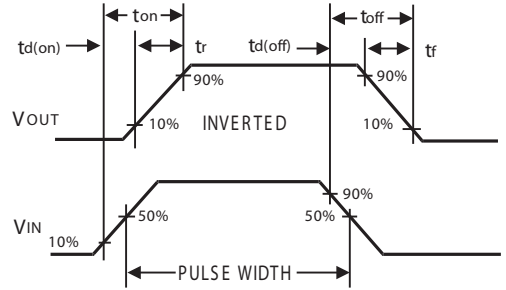 ton toff
td(on) tr td(off) tf
90% 90%
VOUT 10% INVERTED 10%
90%
VIN 10% 50% 50%
PULSE WIDTH